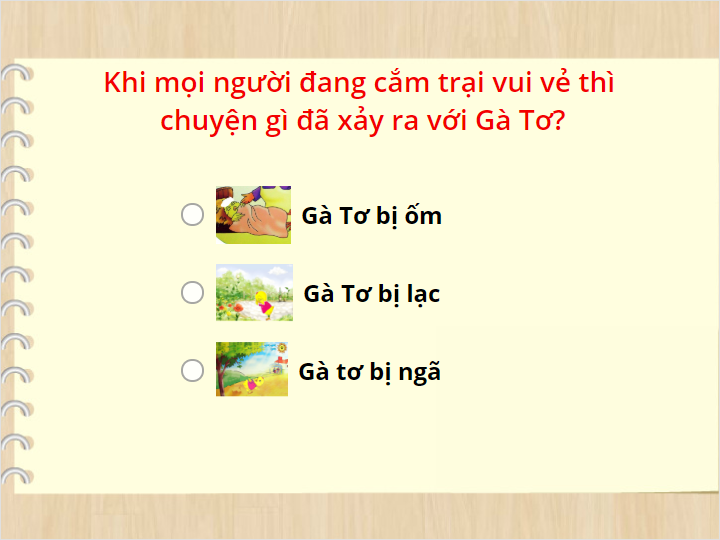 Khi mọi người đang cắm trại vui vẻ thì
chuyện gì đã xảy ra với Gà Tơ?
Gà Tơ bị ốm
Gà Tơ bị lạc
Gà tơ bị ngã